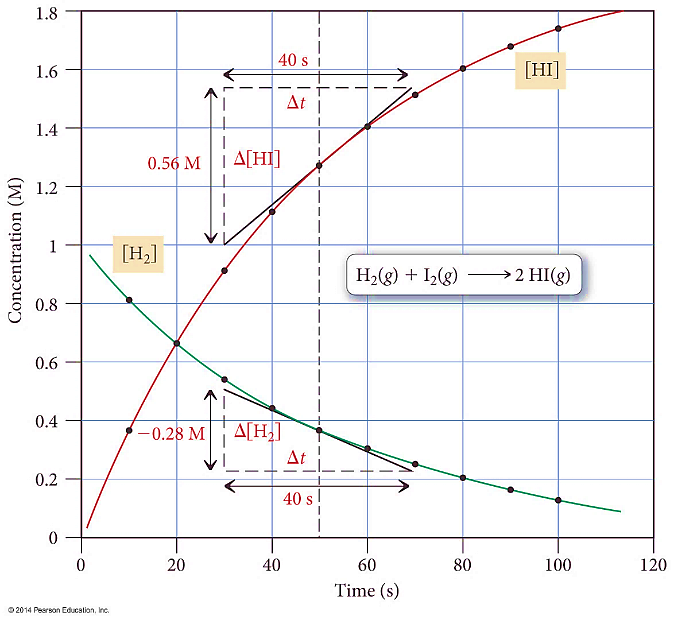 1.8
1.6
1.4
1.2
1
0.8
0.6
0.4
0.2
0
Concentration (M)
40 s
Δt
[HI]
0.56 M
Δ[HI]
[H₂]
H₂(g) + I₂(g) ⟶ 2 HI(g)
−0.28 M
Δ[H₂]
Δt
40 s
0 20 40 60 80 100 120
Time (s)
© 2014 Pearson Education, Inc.